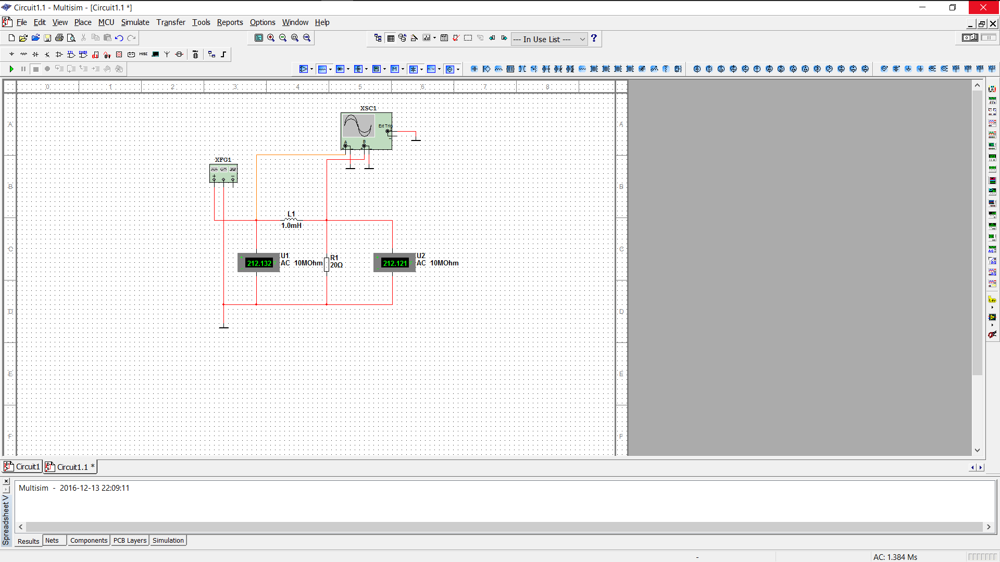 Circuit1.1 - Multisim - [Circuit1.1 *]
File Edit View Place MCU Simulate Transfer Tools Reports Options Window Help
--- In Use List --- ?
MISC
0 1 2 3 4 5 6 7 8
XSC1
A Ext Trig A
A B
XFG1
B B
L1
1.0mH
C C
U1 R1 U2
212.132 AC 10MOhm 20Ω 212.121 AC 10MOhm
D D
E E
F F
Circuit1 Circuit1.1 *
Multisim - 2016-12-13 22:09:11
Spreadsheet V
Results Nets Components PCB Layers Simulation
- AC: 1.384 Ms